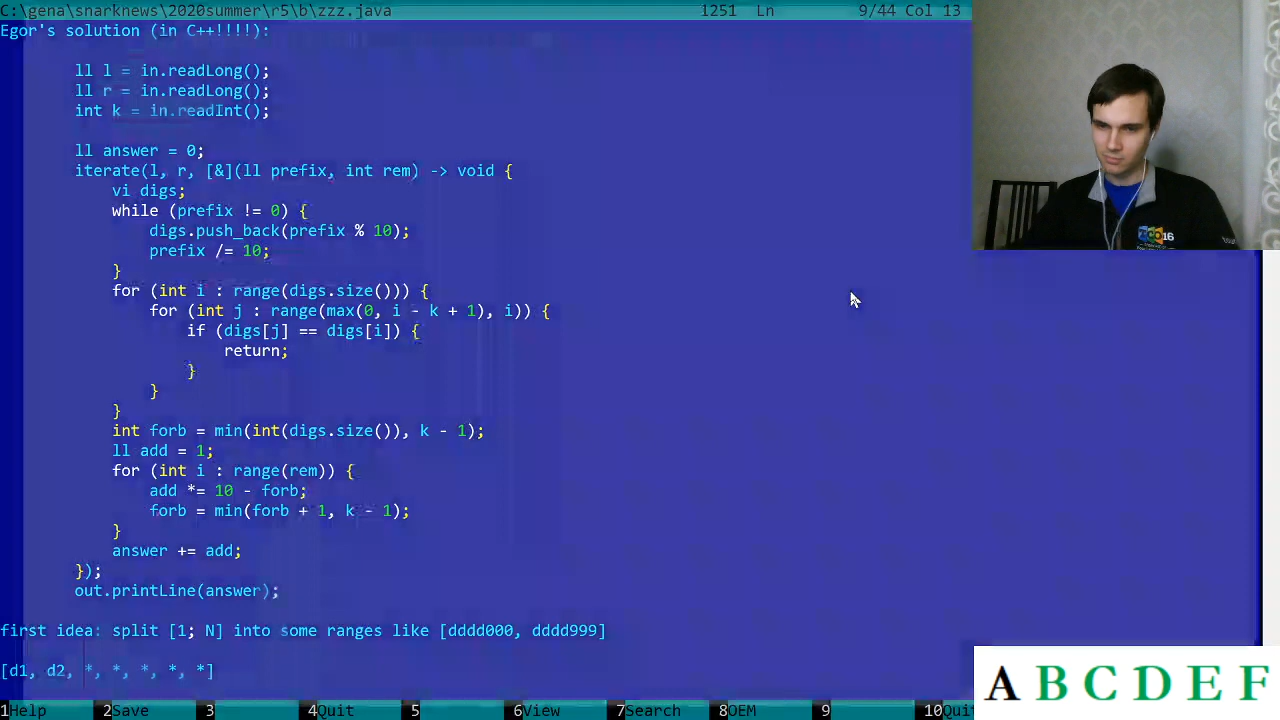 C:\gena\snarknews\2020summer\r5\b\zzz.java 1251 Ln 9/44 Col 13
Egor's solution (in C++!!!!):
ll l = in.readLong();
ll r = in.readLong();
int k = in.readInt();
ll answer = 0;
iterate(l, r, [&](ll prefix, int rem) -> void {
vi digs;
while (prefix != 0) {
digs.push_back(prefix % 10);
prefix /= 10;
}
for (int i : range(digs.size())) {
for (int j : range(max(0, i - k + 1), i)) {
if (digs[j] == digs[i]) {
return;
}
}
}
int forb = min(int(digs.size()), k - 1);
ll add = 1;
for (int i : range(rem)) {
add *= 10 - forb;
forb = min(forb + 1, k - 1);
}
answer += add;
});
out.printLine(answer);
first idea: split [1; N] into some ranges like [dddd000, dddd999]
[d1, d2, *, *, *, *, *]
1Help 2Save 3 4Quit 5 6View 7Search 8OEM 9 10Quit
A B C D E F